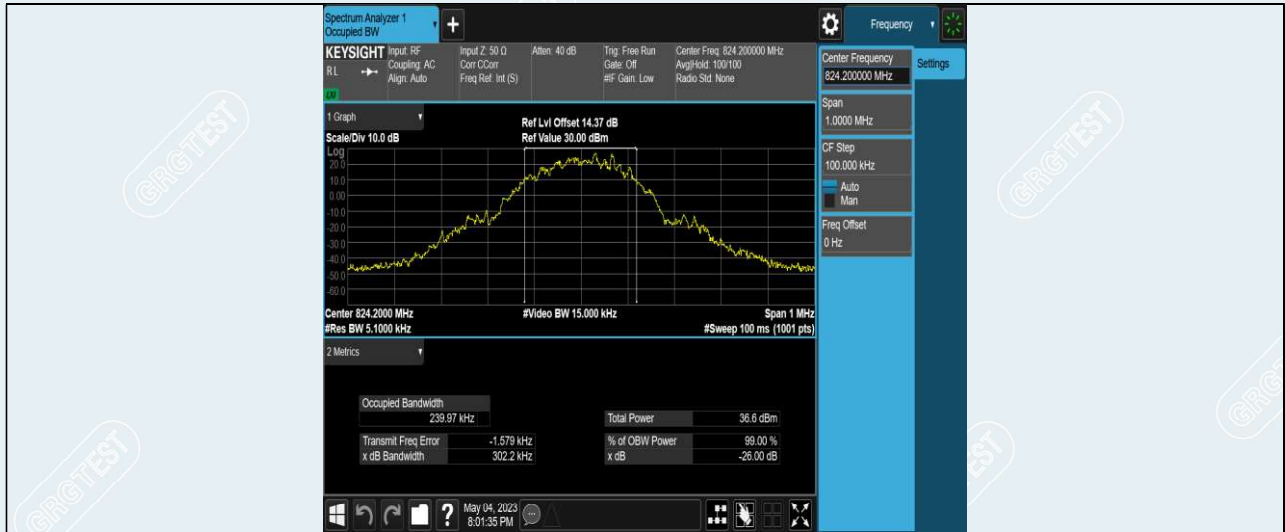 Spectrum Analyzer 1
Occupied BW
+
Frequency
KEYSIGHT
R L
LXI
Input: RF
Coupling: AC
Align: Auto
Input Z: 50 Ω
Corr CCorr
Freq Ref: Int (S)
Atten: 40 dB
Trig: Free Run
Gate: Off
#IF Gain: Low
Center Freq: 824.200000 MHz
Avg|Hold: 100/100
Radio Std: None
Center Frequency
824.200000 MHz
Settings
Span
1.0000 MHz
CF Step
100.000 kHz
Auto
Man
Freq Offset
0 Hz
1 Graph
Scale/Div 10.0 dB
Ref Lvl Offset 14.37 dB
Ref Value 30.00 dBm
Log
20.0
10.0
0.00
-10.0
-20.0
-30.0
-40.0
-50.0
-60.0
Center 824.2000 MHz
#Video BW 15.000 kHz
Span 1 MHz
#Res BW 5.1000 kHz
#Sweep 100 ms (1001 pts)
2 Metrics
Occupied Bandwidth
239.97 kHz
Total Power 36.6 dBm
Transmit Freq Error -1.579 kHz
% of OBW Power 99.00 %
x dB Bandwidth 302.2 kHz
x dB -26.00 dB
?
May 04, 2023
8:01:35 PM
GRGTEST
GRGTEST
GRGTEST
GRGTEST
GRGTEST